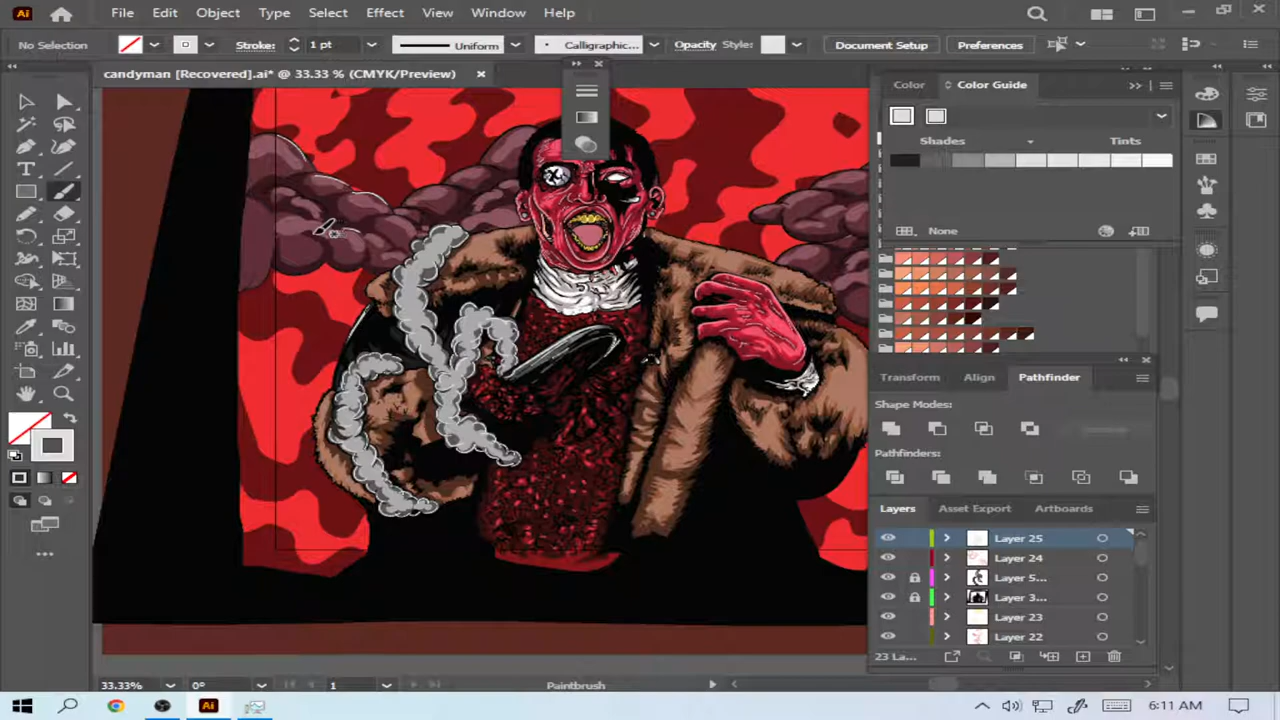 Ai File Edit Object Type Select Effect View Window Help
No Selection Stroke: 1 pt Uniform Calligraphic... Opacity Style: Document Setup Preferences
candyman [Recovered].ai* @ 33.33 % (CMYK/Preview)
Color Color Guide
Shades Tints
None
Transform Align Pathfinder
Shape Modes:
Pathfinders:
Layers Asset Export Artboards
Layer 25
Layer 24
Layer 5...
Layer 3...
Layer 23
Layer 22
23 La...
33.33% 0° 1 Paintbrush
Ai 6:11 AM